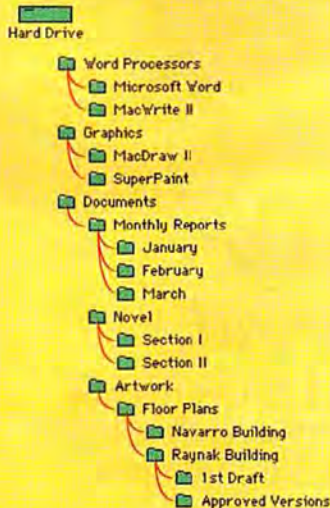 Hard Drive
Word Processors
Microsoft Word
MacWrite II
Graphics
MacDraw II
SuperPaint
Documents
Monthly Reports
January
February
March
Novel
Section I
Section II
Artwork
Floor Plans
Navarro Building
Raynak Building
1st Draft
Approved Versions